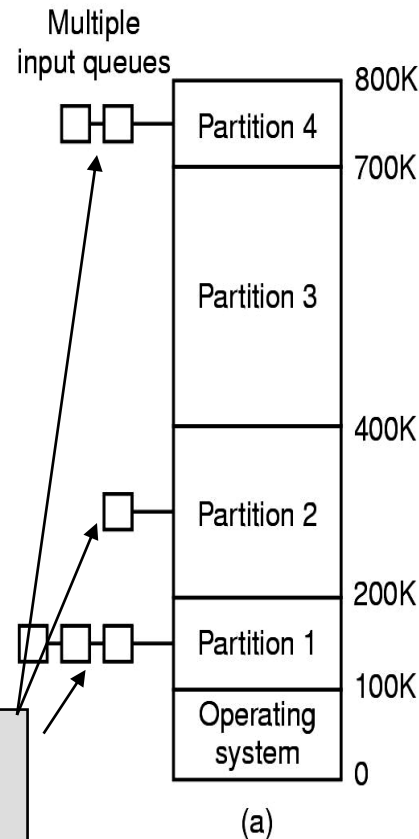 Multiple
input queues
800K
Partition 4
700K
Partition 3
400K
Partition 2
200K
Partition 1
100K
Operating
system
0
(a)